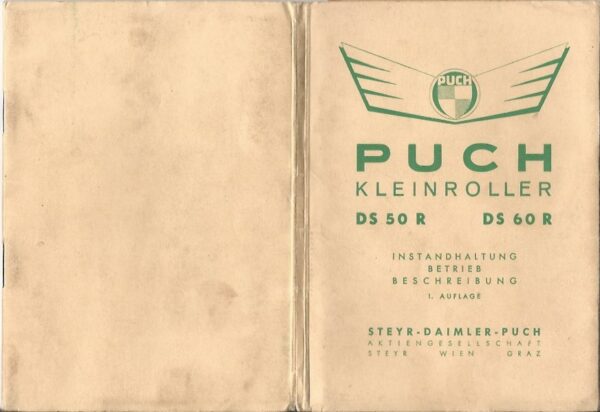 PUCH
PUCH
KLEINROLLER
DS 50 R DS 60 R
INSTANDHALTUNG
BETRIEB
BESCHREIBUNG
1. AUFLAGE
STEYR-DAIMLER-PUCH
AKTIENGESELLSCHAFT
STEYR WIEN GRAZ